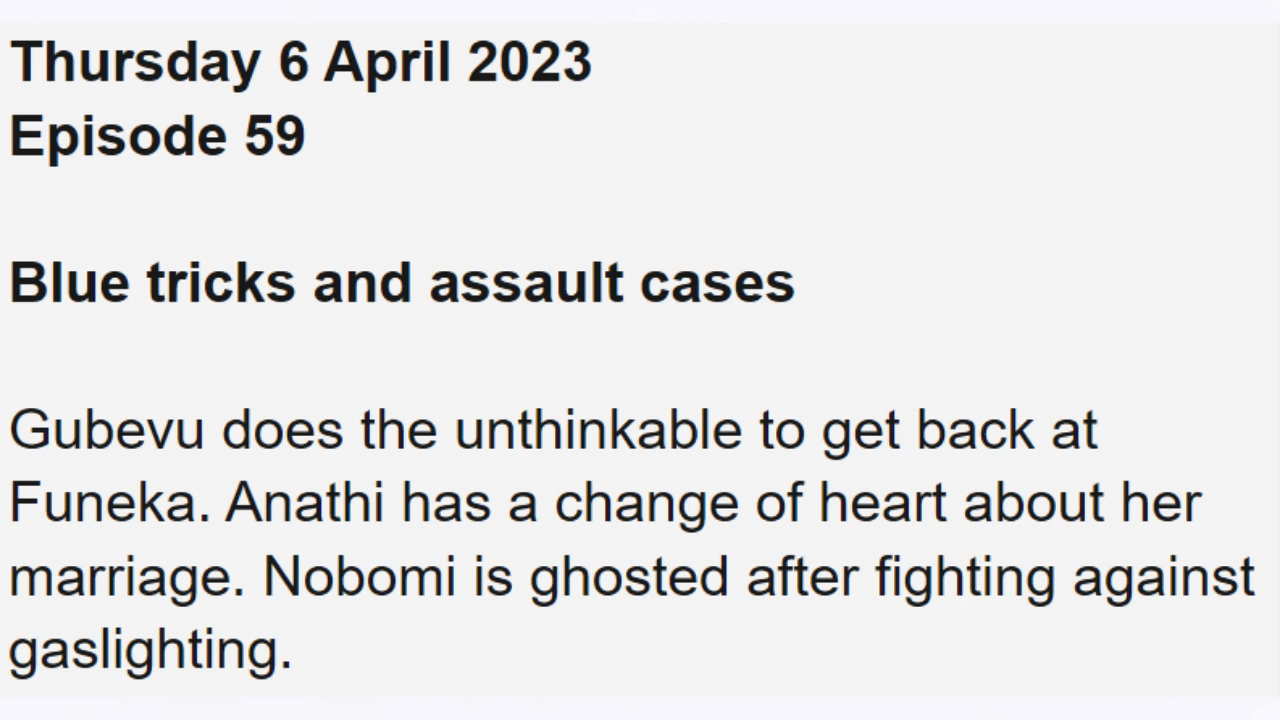 Thursday 6 April 2023
Episode 59
Blue tricks and assault cases
Gubevu does the unthinkable to get back at
Funeka. Anathi has a change of heart about her
marriage. Nobomi is ghosted after fighting against
gaslighting.